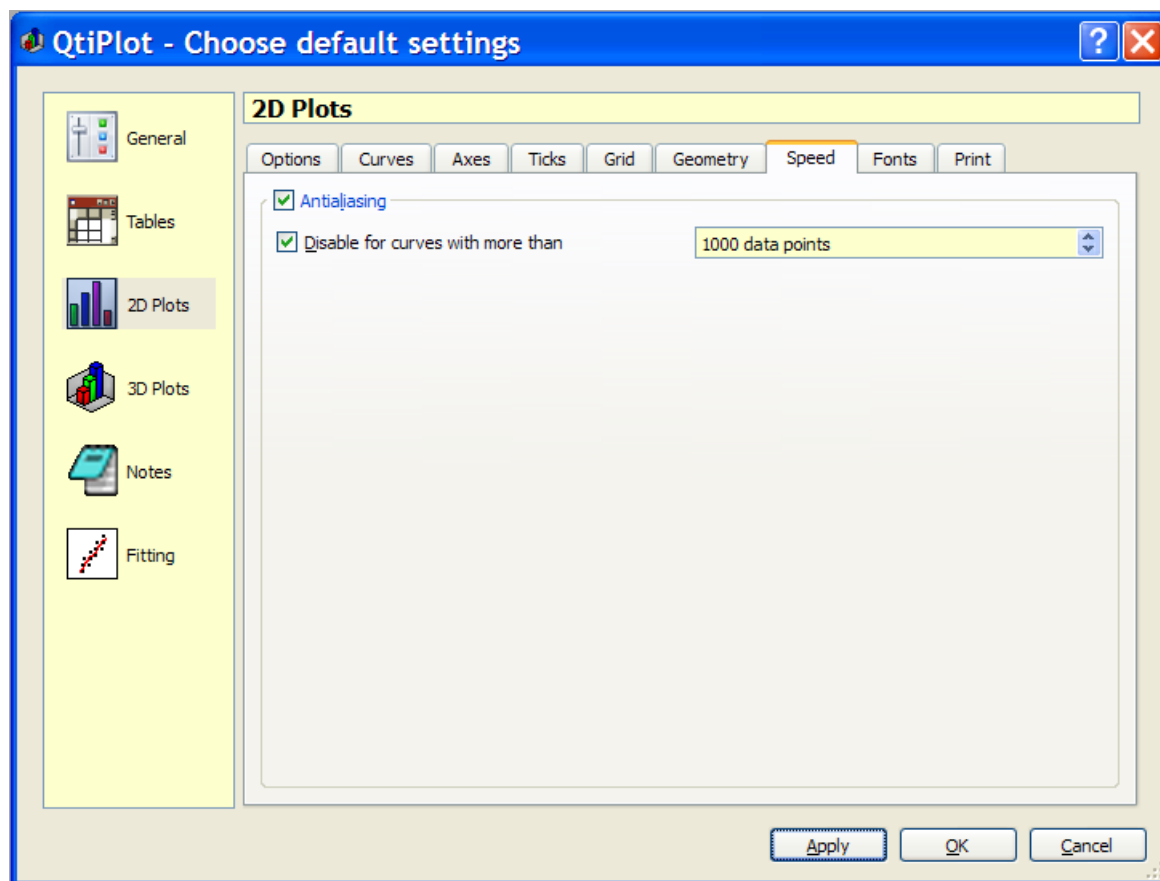 QtiPlot - Choose default settings
General
Tables
2D Plots
3D Plots
Notes
Fitting
2D Plots
Options Curves Axes Ticks Grid Geometry Speed Fonts Print
Antialiasing
Disable for curves with more than 1000 data points
Apply OK Cancel